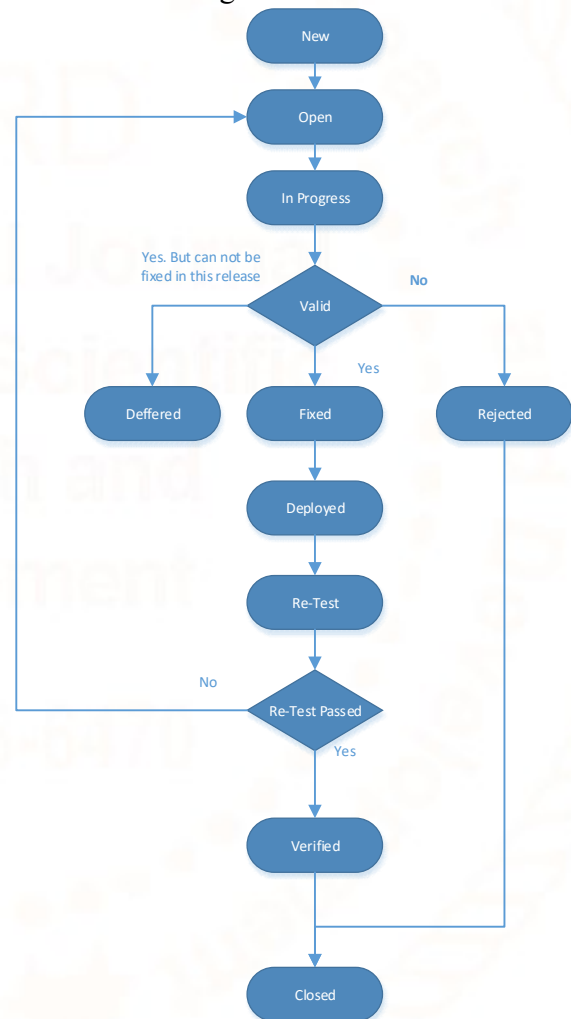 New
Open
In Progress
Yes. But can not be
fixed in this release
No
Valid
Yes
Deffered
Fixed
Rejected
Deployed
Re-Test
No
Re-Test Passed
Yes
Verified
Closed